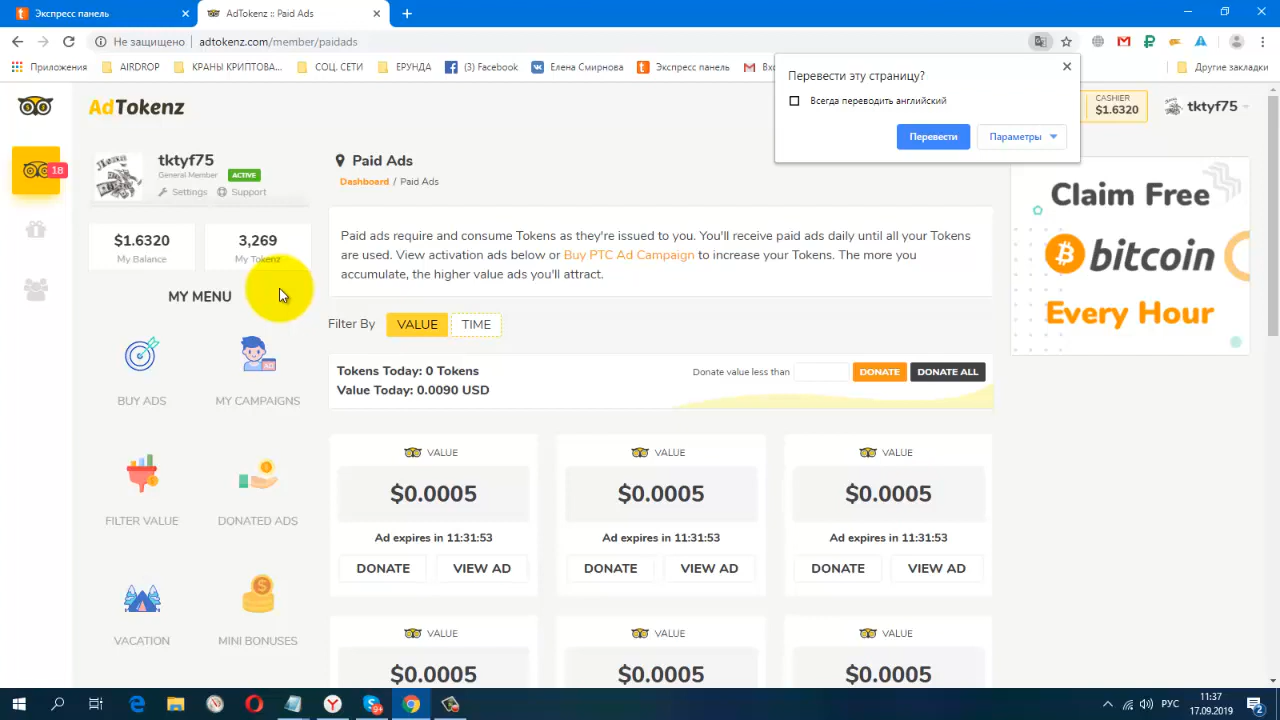 Экспресс панель
AdTokenz :: Paid Ads
Не защищено
adtokenz.com/member/paidads
Приложения
AIRDROP
КРАНЫ КРИПТОВА...
СОЦ. СЕТИ
ЕРУНДА
(3) Facebook
Елена Смирнова
Экспресс панель
Вхо
Другие закладки
Перевести эту страницу?
Всегда переводить английский
Перевести
Параметры
AdTokenz
CASHIER
$1.6320
tktyf75
18
tktyf75
General Member
ACTIVE
Settings
Support
$1.6320
My Balance
3,269
My Tokenz
MY MENU
BUY ADS
MY CAMPAIGNS
FILTER VALUE
DONATED ADS
VACATION
MINI BONUSES
Paid Ads
Dashboard / Paid Ads
Paid ads require and consume Tokens as they're issued to you. You'll receive paid ads daily until all your Tokens
are used. View activation ads below or Buy PTC Ad Campaign to increase your Tokens. The more you
accumulate, the higher value ads you'll attract.
Filter By
VALUE
TIME
Tokens Today: 0 Tokens
Value Today: 0.0090 USD
Donate value less than
DONATE
DONATE ALL
VALUE
VALUE
VALUE
$0.0005
$0.0005
$0.0005
Ad expires in 11:31:53
Ad expires in 11:31:53
Ad expires in 11:31:53
DONATE
VIEW AD
DONATE
VIEW AD
DONATE
VIEW AD
VALUE
VALUE
VALUE
$0.0005
$0.0005
$0.0005
Claim Free
bitcoin
Every Hour
РУС
11:37
17.09.2019
2